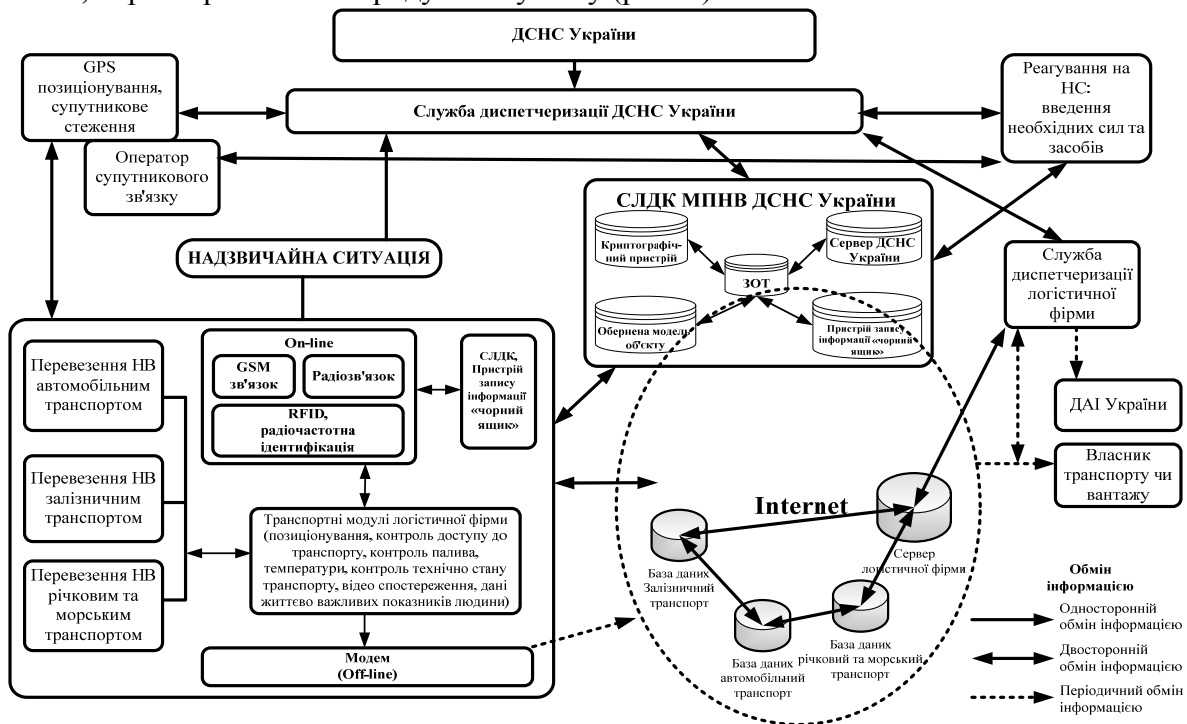 ДСНС України
GPS
позиціонування,
супутникове
стеження
Служба диспетчеризації ДСНС України
Реагування на
НС:
введення
необхідних сил та
засобів
Оператор
супутникового
зв'язку
НАДЗВИЧАЙНА СИТУАЦІЯ
СЛДК МПНВ ДСНС України
Криптографіч-
ний пристрій
Сервер ДСНС
України
ЗОТ
Обернена модель
об'єкту
Пристрій запису
інформації «чорний
ящик»
Служба
диспетчеризації
логістичної
фірми
Перевезення НВ
автомобільним
транспортом
Перевезення НВ
залізничним
транспортом
Перевезення НВ
річковим та
морським
транспортом
On-line
GSM
зв'язок
Радіозв'язок
RFID,
радіочастотна
ідентифікація
СЛДК,
Пристрій
запису
інформації
«чорний
ящик»
Транспортні модулі логістичної фірми
(позиціонування, контроль доступу до
транспорту, контроль палива,
температури, контроль технічно стану
транспорту, відео спостереження, дані
життєво важливих показників людини)
Модем
(Off-line)
ДАІ України
Власник
транспорту чи
вантажу
Internet
База даних
Залізничний
транспорт
Сервер
логістичної фірми
База даних
автомобільний
транспорт
База даних
річковий та морський
транспорт
Обмін
інформацією
Односторонній
обмін інформацією
Двосторонній
обмін інформацією
Періодичний обмін
інформацією